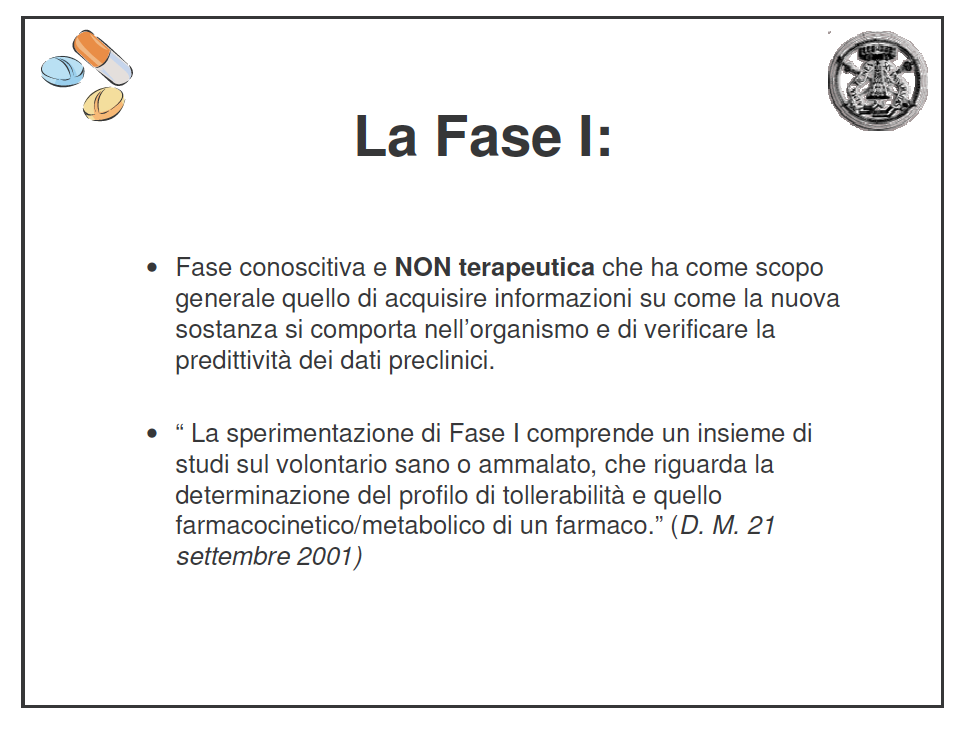 La Fase I:
• Fase conoscitiva e NON terapeutica che ha come scopo
generale quello di acquisire informazioni su come la nuova
sostanza si comporta nell’organismo e di verificare la
predittività dei dati preclinici.
• “ La sperimentazione di Fase I comprende un insieme di
studi sul volontario sano o ammalato, che riguarda la
determinazione del profilo di tollerabilità e quello
farmacocinetico/metabolico di un farmaco.” (D. M. 21
settembre 2001)